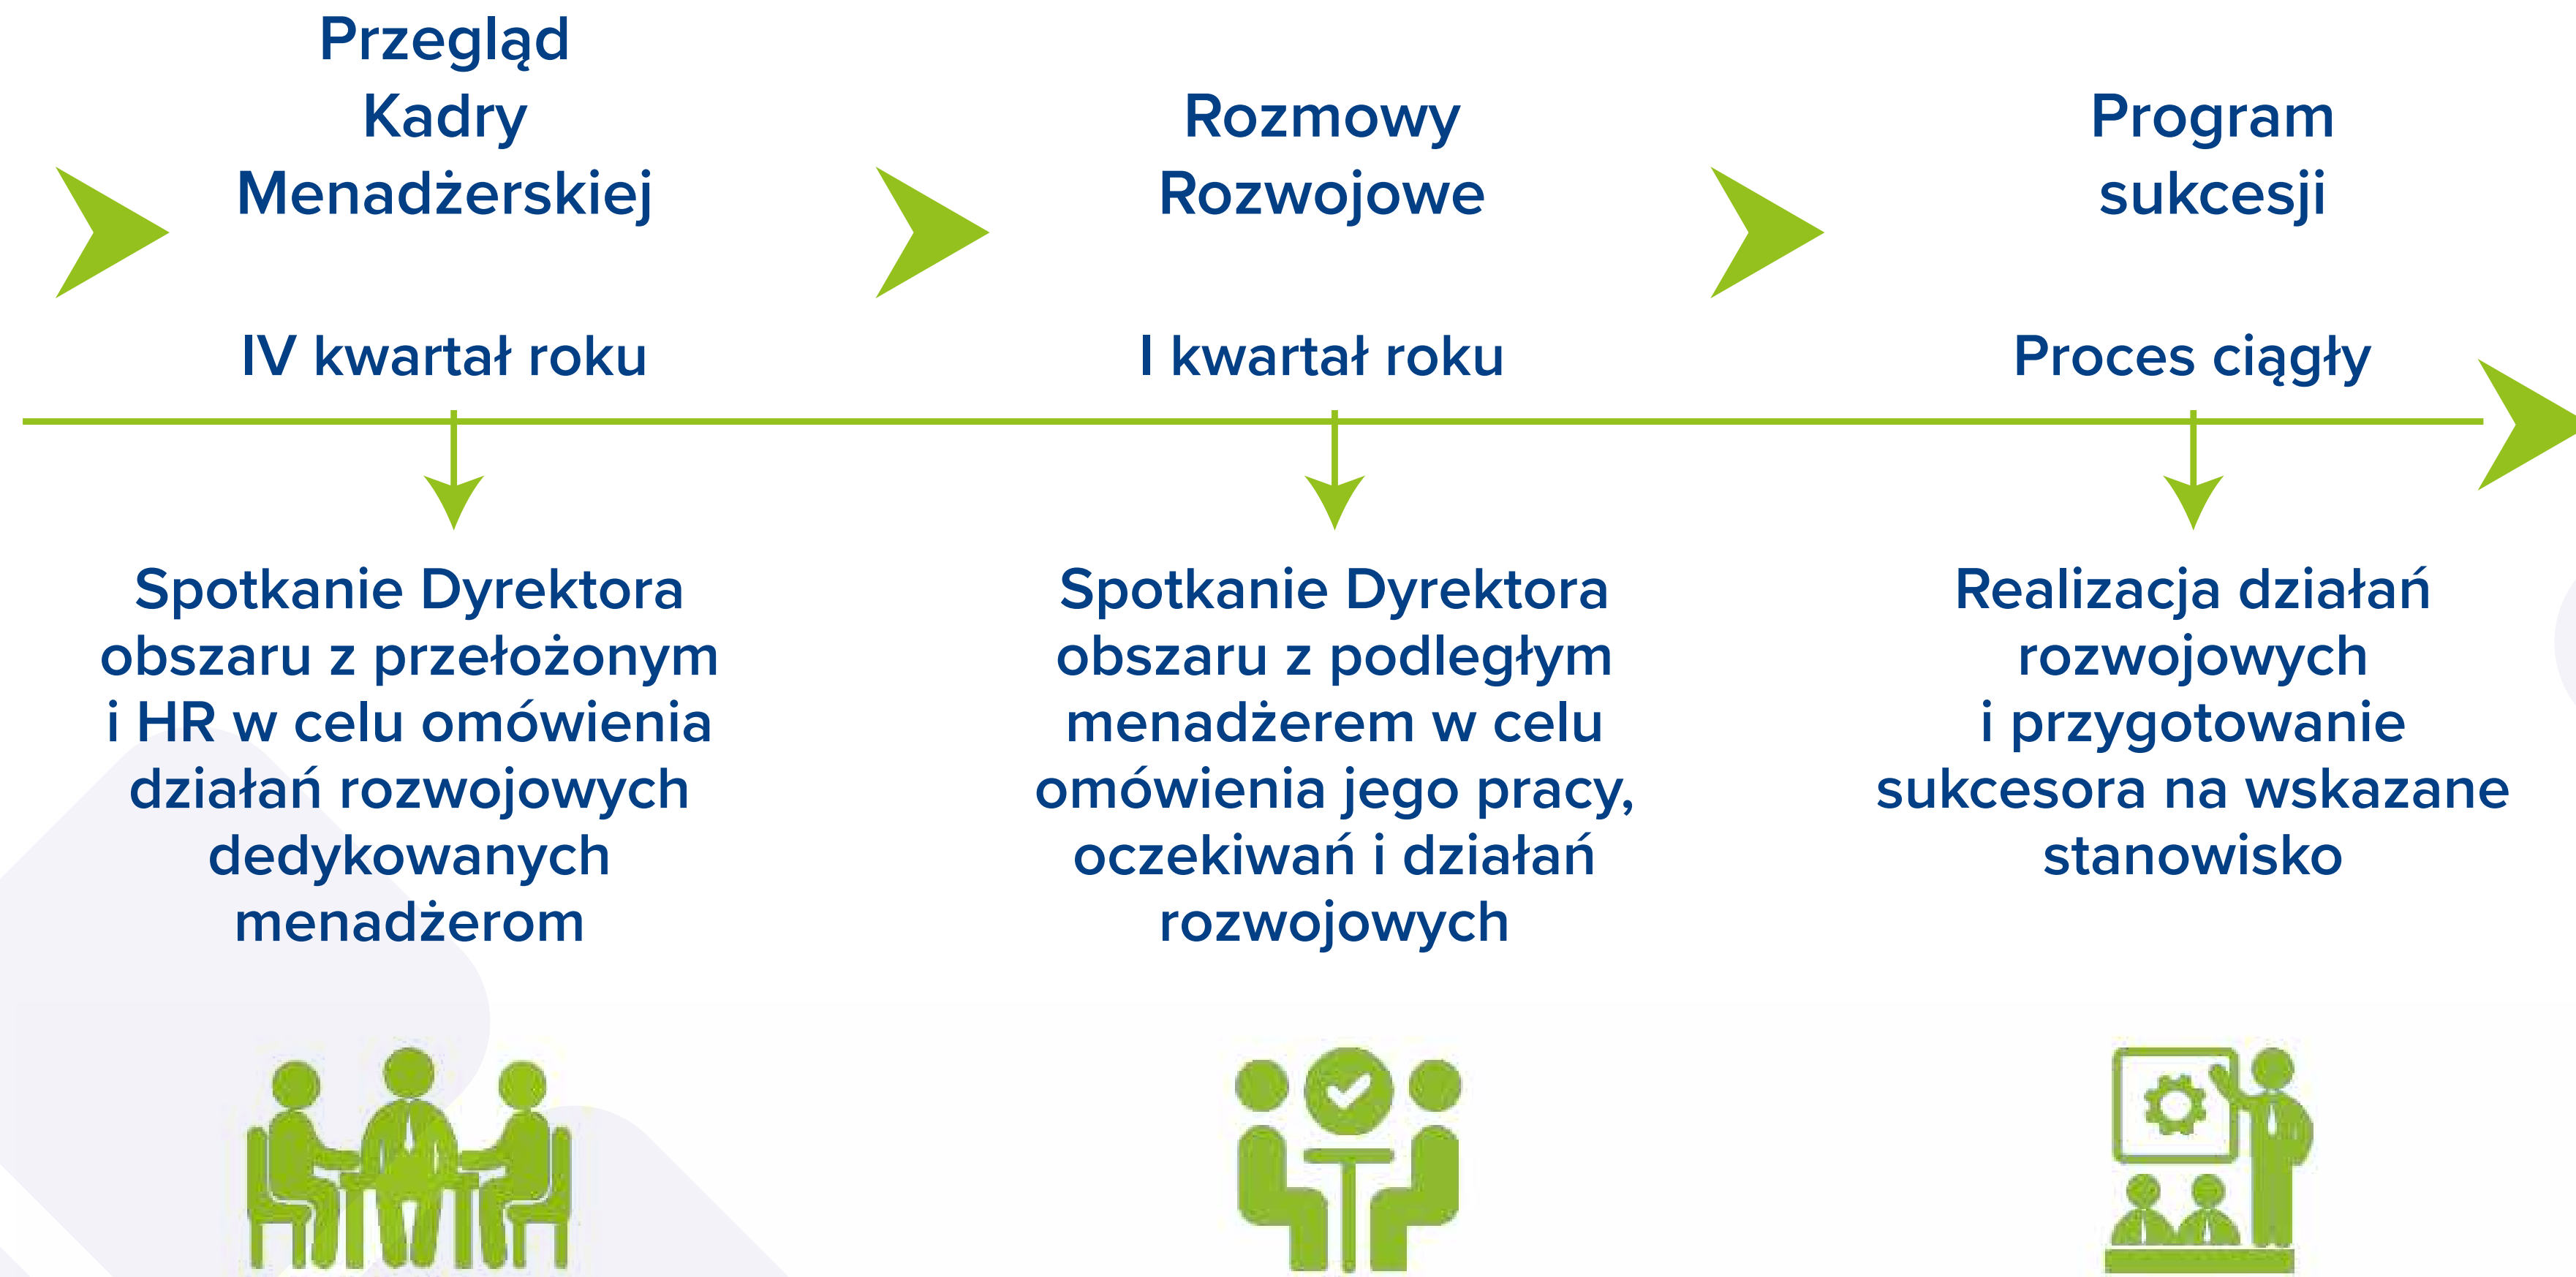 Przegląd
Kadry
Menadżerskiej
IV kwartał roku
Spotkanie Dyrektora
obszaru z przełożonym
i HR w celu omówienia
działań rozwojowych
dedykowanych
menadżerom
Rozmowy
Rozwojowe
I kwartał roku
Spotkanie Dyrektora
obszaru z podległym
menadżerem w celu
omówienia jego pracy,
oczekiwań i działań
rozwojowych
Program
sukcesji
Proces ciągły
Realizacja działań
rozwojowych
i przygotowanie
sukcesora na wskazane
stanowisko